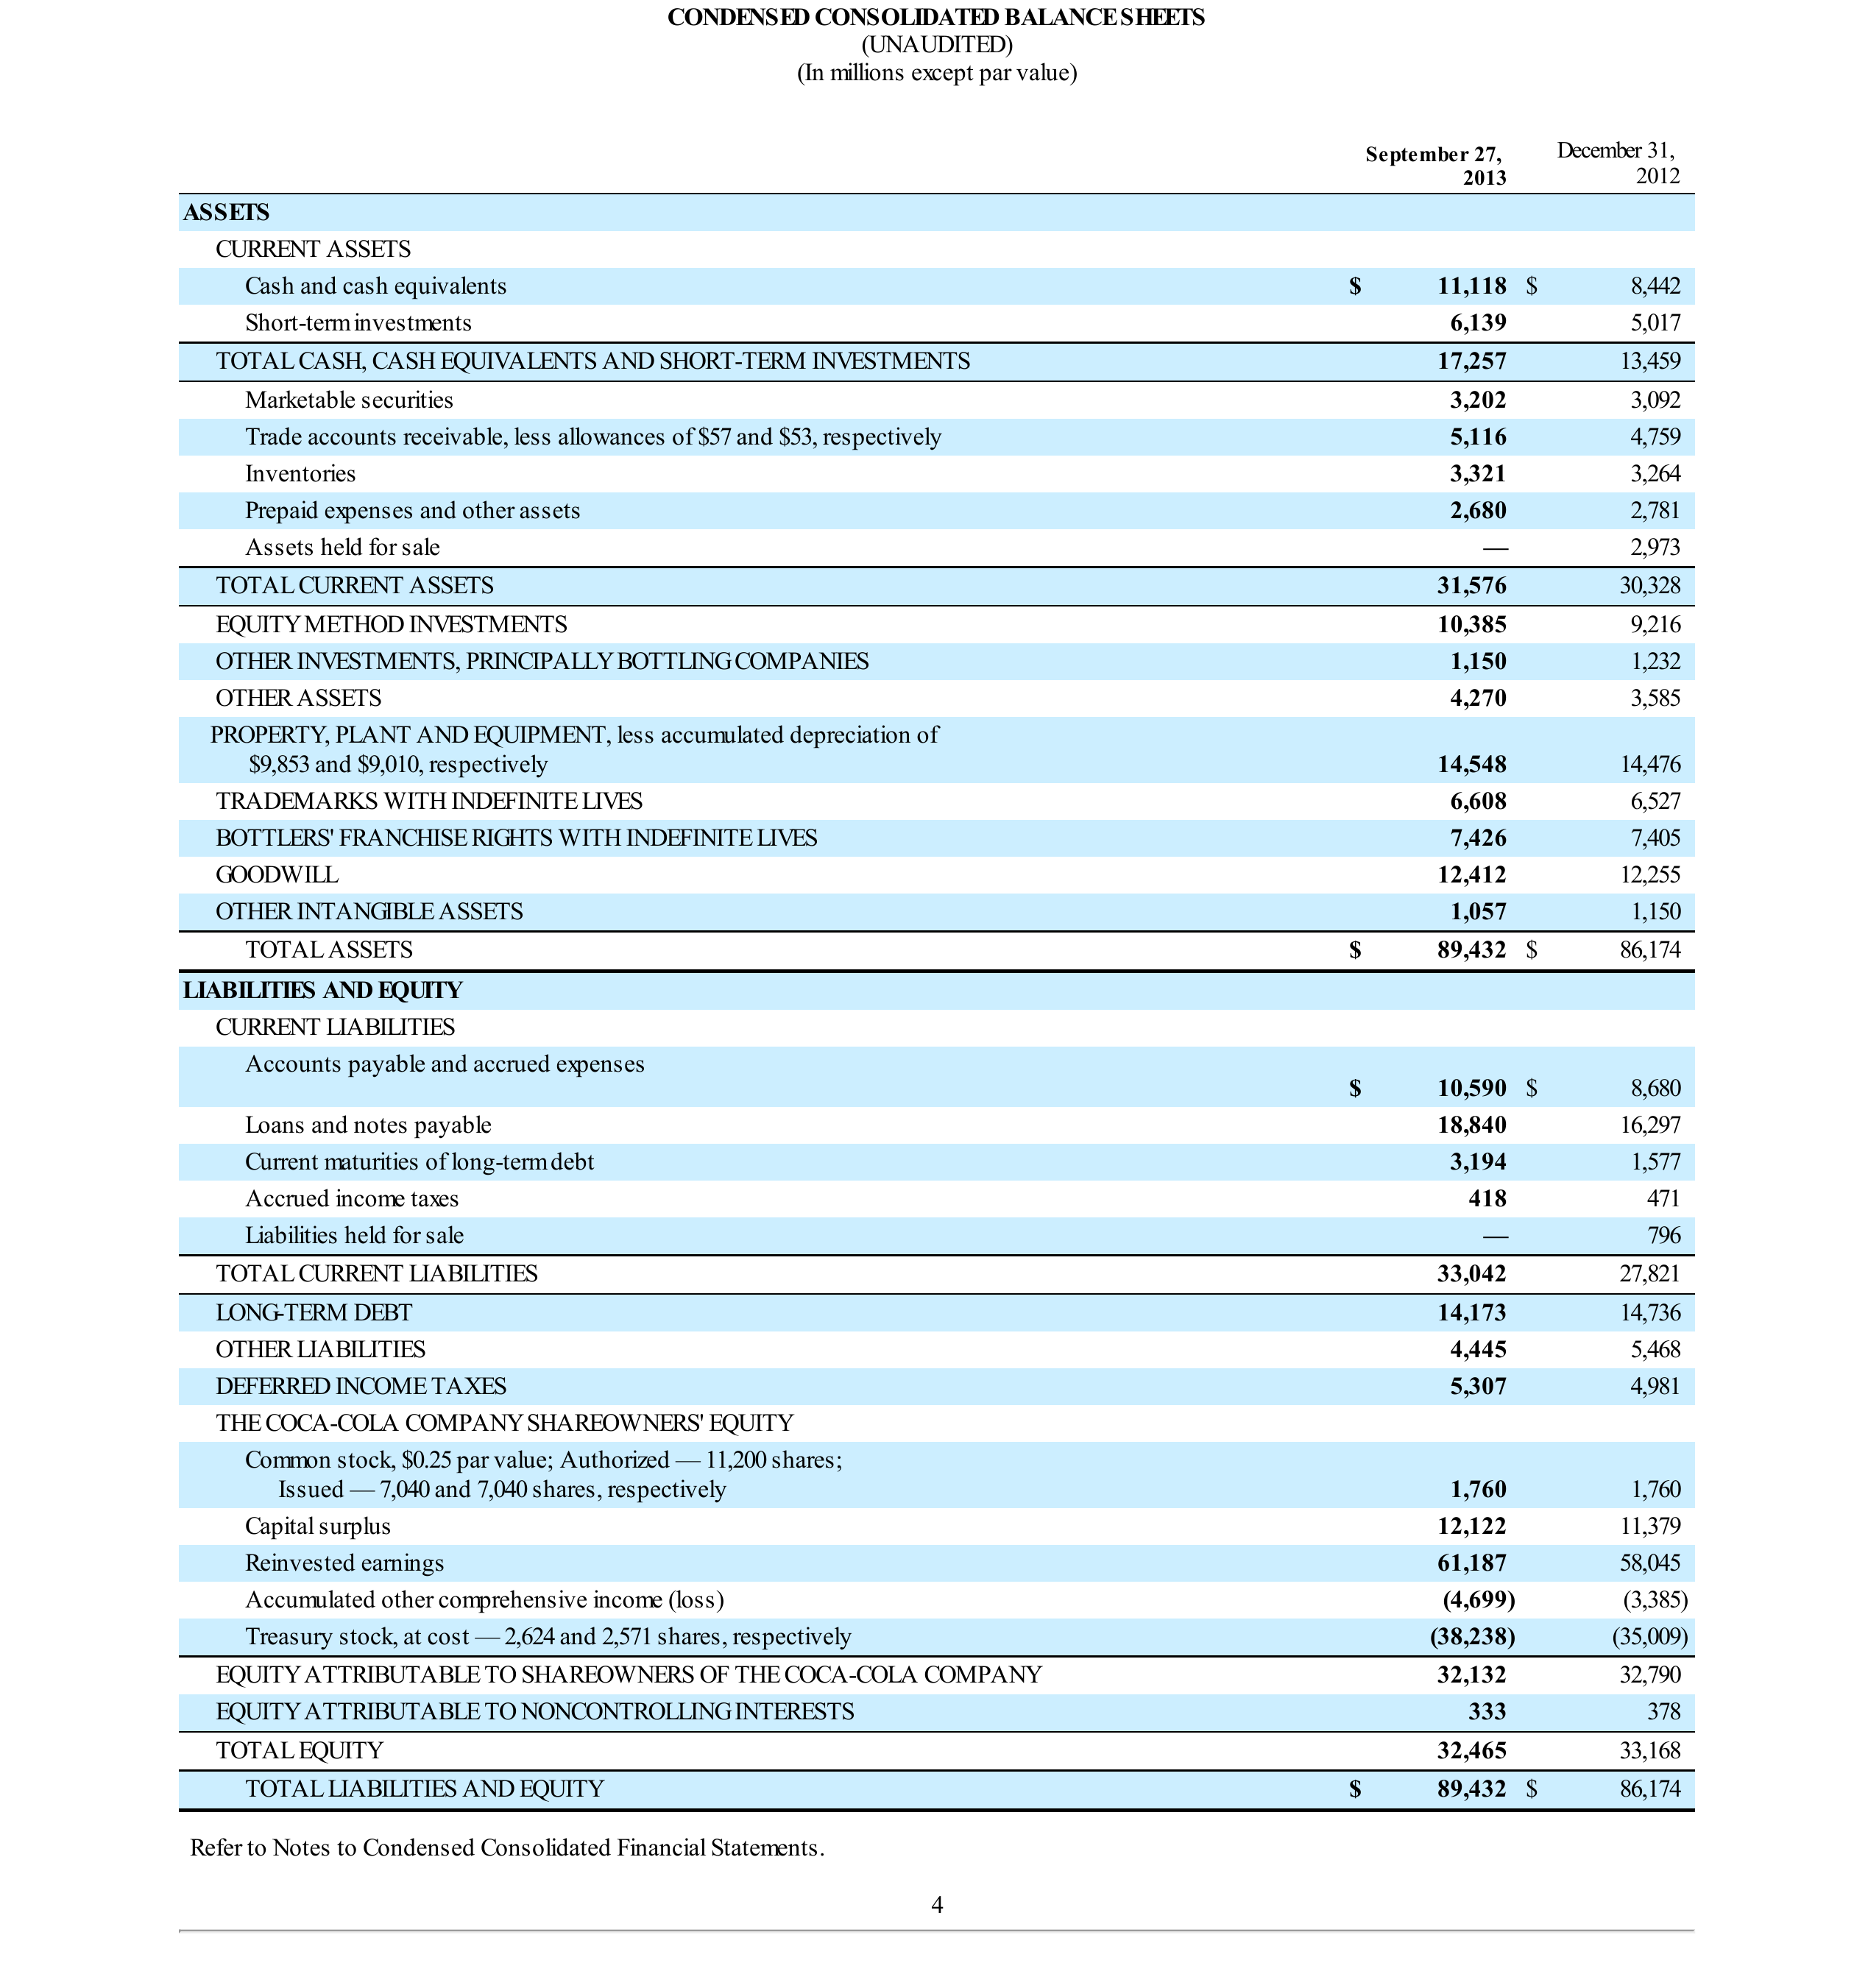 CONDENSED CONSOLIDATED BALANCE SHEETS
(UNAUDITED)
(In millions except par value)
September 27, 2013 December 31, 2012
ASSETS
CURRENT ASSETS
Cash and cash equivalents $ 11,118 $ 8,442
Short-term investments 6,139 5,017
TOTAL CASH, CASH EQUIVALENTS AND SHORT-TERM INVESTMENTS 17,257 13,459
Marketable securities 3,202 3,092
Trade accounts receivable, less allowances of $57 and $53, respectively 5,116 4,759
Inventories 3,321 3,264
Prepaid expenses and other assets 2,680 2,781
Assets held for sale — 2,973
TOTAL CURRENT ASSETS 31,576 30,328
EQUITY METHOD INVESTMENTS 10,385 9,216
OTHER INVESTMENTS, PRINCIPALLY BOTTLING COMPANIES 1,150 1,232
OTHER ASSETS 4,270 3,585
PROPERTY, PLANT AND EQUIPMENT, less accumulated depreciation of
$9,853 and $9,010, respectively 14,548 14,476
TRADEMARKS WITH INDEFINITE LIVES 6,608 6,527
BOTTLERS' FRANCHISE RIGHTS WITH INDEFINITE LIVES 7,426 7,405
GOODWILL 12,412 12,255
OTHER INTANGIBLE ASSETS 1,057 1,150
TOTAL ASSETS $ 89,432 $ 86,174
LIABILITIES AND EQUITY
CURRENT LIABILITIES
Accounts payable and accrued expenses $ 10,590 $ 8,680
Loans and notes payable 18,840 16,297
Current maturities of long-term debt 3,194 1,577
Accrued income taxes 418 471
Liabilities held for sale — 796
TOTAL CURRENT LIABILITIES 33,042 27,821
LONG-TERM DEBT 14,173 14,736
OTHER LIABILITIES 4,445 5,468
DEFERRED INCOME TAXES 5,307 4,981
THE COCA-COLA COMPANY SHAREOWNERS' EQUITY
Common stock, $0.25 par value; Authorized — 11,200 shares;
Issued — 7,040 and 7,040 shares, respectively 1,760 1,760
Capital surplus 12,122 11,379
Reinvested earnings 61,187 58,045
Accumulated other comprehensive income (loss) (4,699) (3,385)
Treasury stock, at cost — 2,624 and 2,571 shares, respectively (38,238) (35,009)
EQUITY ATTRIBUTABLE TO SHAREOWNERS OF THE COCA-COLA COMPANY 32,132 32,790
EQUITY ATTRIBUTABLE TO NONCONTROLLING INTERESTS 333 378
TOTAL EQUITY 32,465 33,168
TOTAL LIABILITIES AND EQUITY $ 89,432 $ 86,174
Refer to Notes to Condensed Consolidated Financial Statements.
4